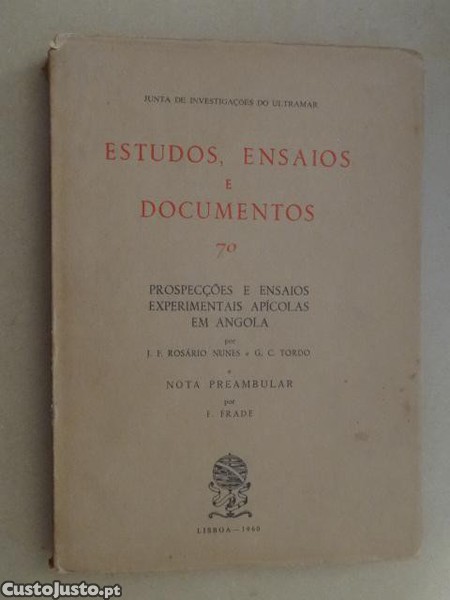 JUNTA DE INVESTIGAÇÕES DO ULTRAMAR
ESTUDOS, ENSAIOS
E
DOCUMENTOS
70
PROSPECÇÕES E ENSAIOS
EXPERIMENTAIS APÍCOLAS
EM ANGOLA
por
J. F. ROSÁRIO NUNES e G. C. TORDO
e
NOTA PREAMBULAR
por
F. FRADE
LISBOA — 1960
CustoJusto.pt